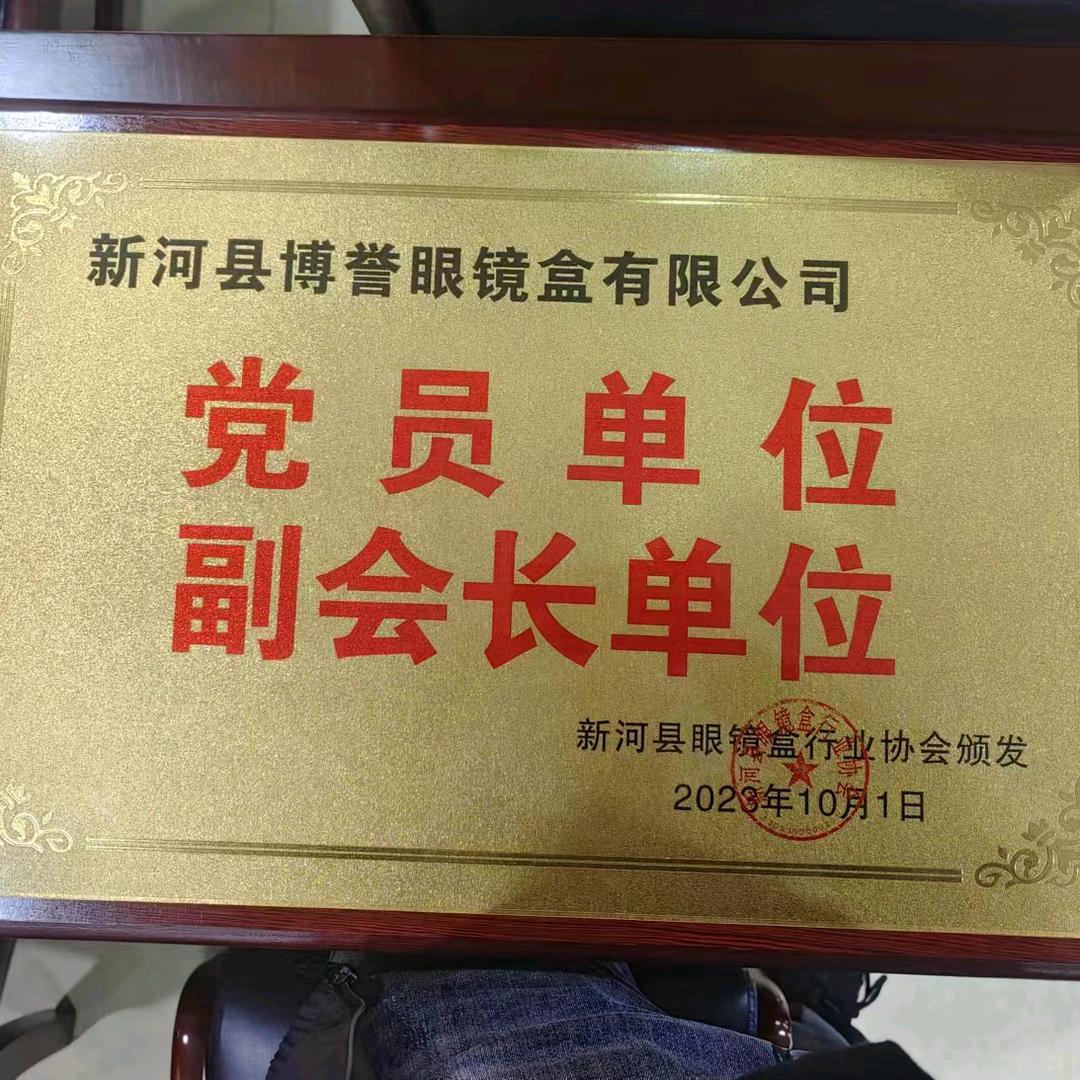 新河县博誉眼镜盒有限公司
党员单位
副会长单位
新河县眼镜盒行业协会颁发
2023年10月1日